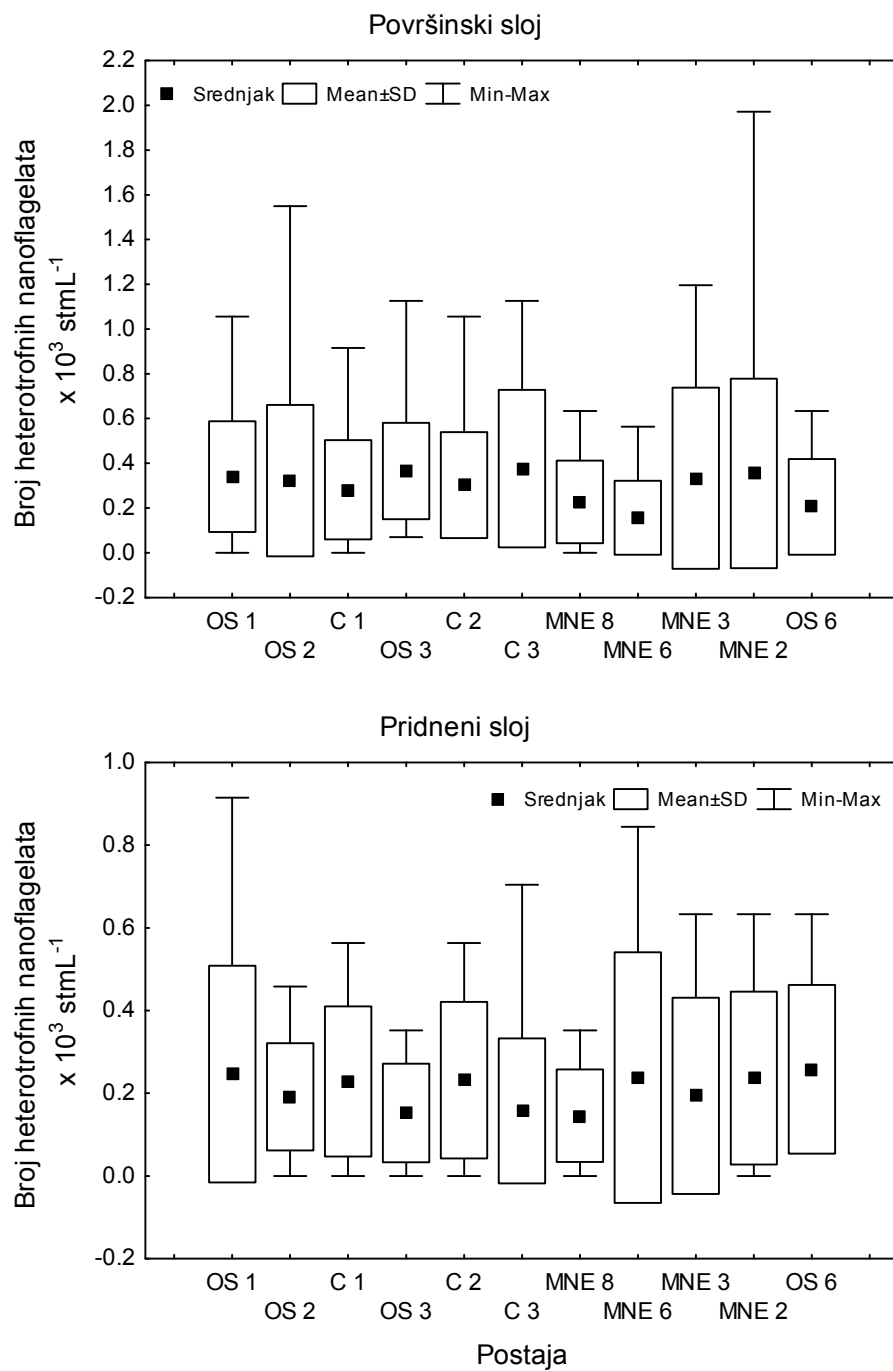 Površinski sloj
2.2
2.0
1.8
1.6
1.4
1.2
1.0
0.8
0.6
0.4
0.2
0.0
-0.2
Broj heterotrofnih nanoflagelata
x 10³ stmL⁻¹
Srednjak Mean±SD Min-Max
OS 1 C 1 C 2 MNE 8 MNE 3 OS 6
OS 2 OS 3 C 3 MNE 6 MNE 2
Pridneni sloj
1.0
0.8
0.6
0.4
0.2
0.0
-0.2
Broj heterotrofnih nanoflagelata
x 10³ stmL⁻¹
Srednjak Mean±SD Min-Max
OS 1 C 1 C 2 MNE 8 MNE 3 OS 6
OS 2 OS 3 C 3 MNE 6 MNE 2
Postaja